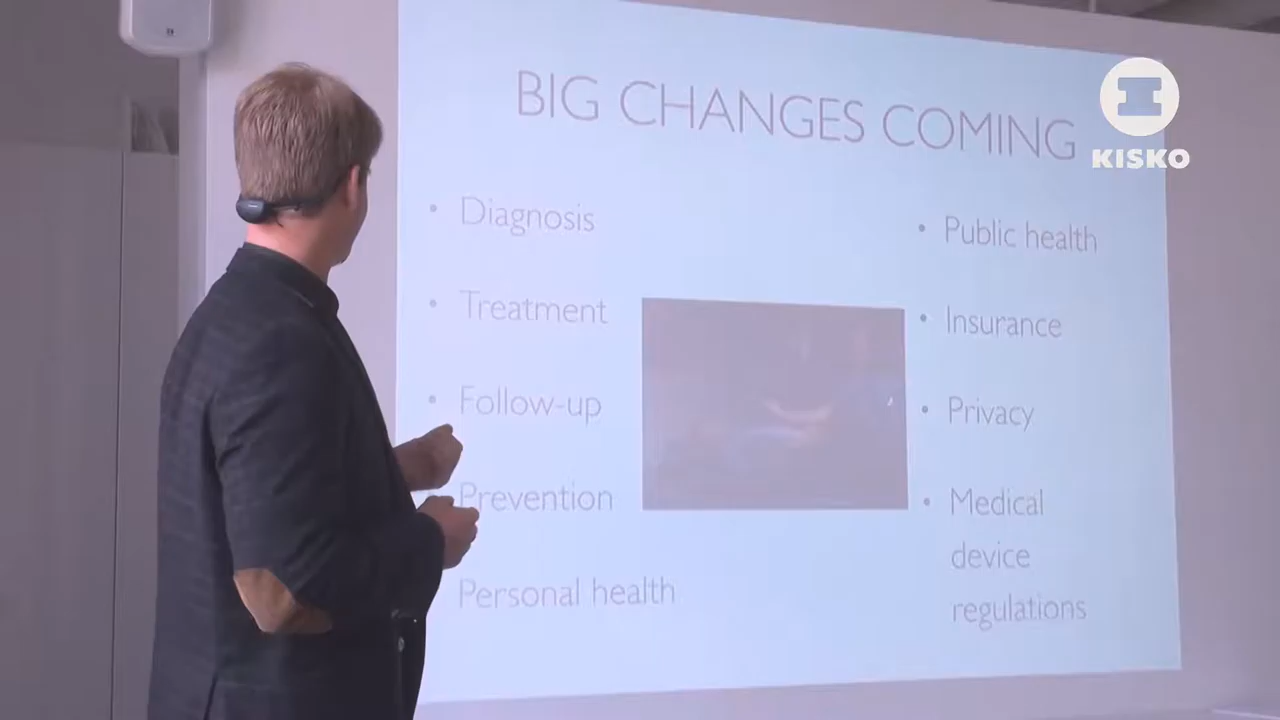 BIG CHANGES COMING
KISKO
• Diagnosis
• Treatment
• Follow-up
Prevention
Personal health
• Public health
• Insurance
• Privacy
• Medical
device
regulations